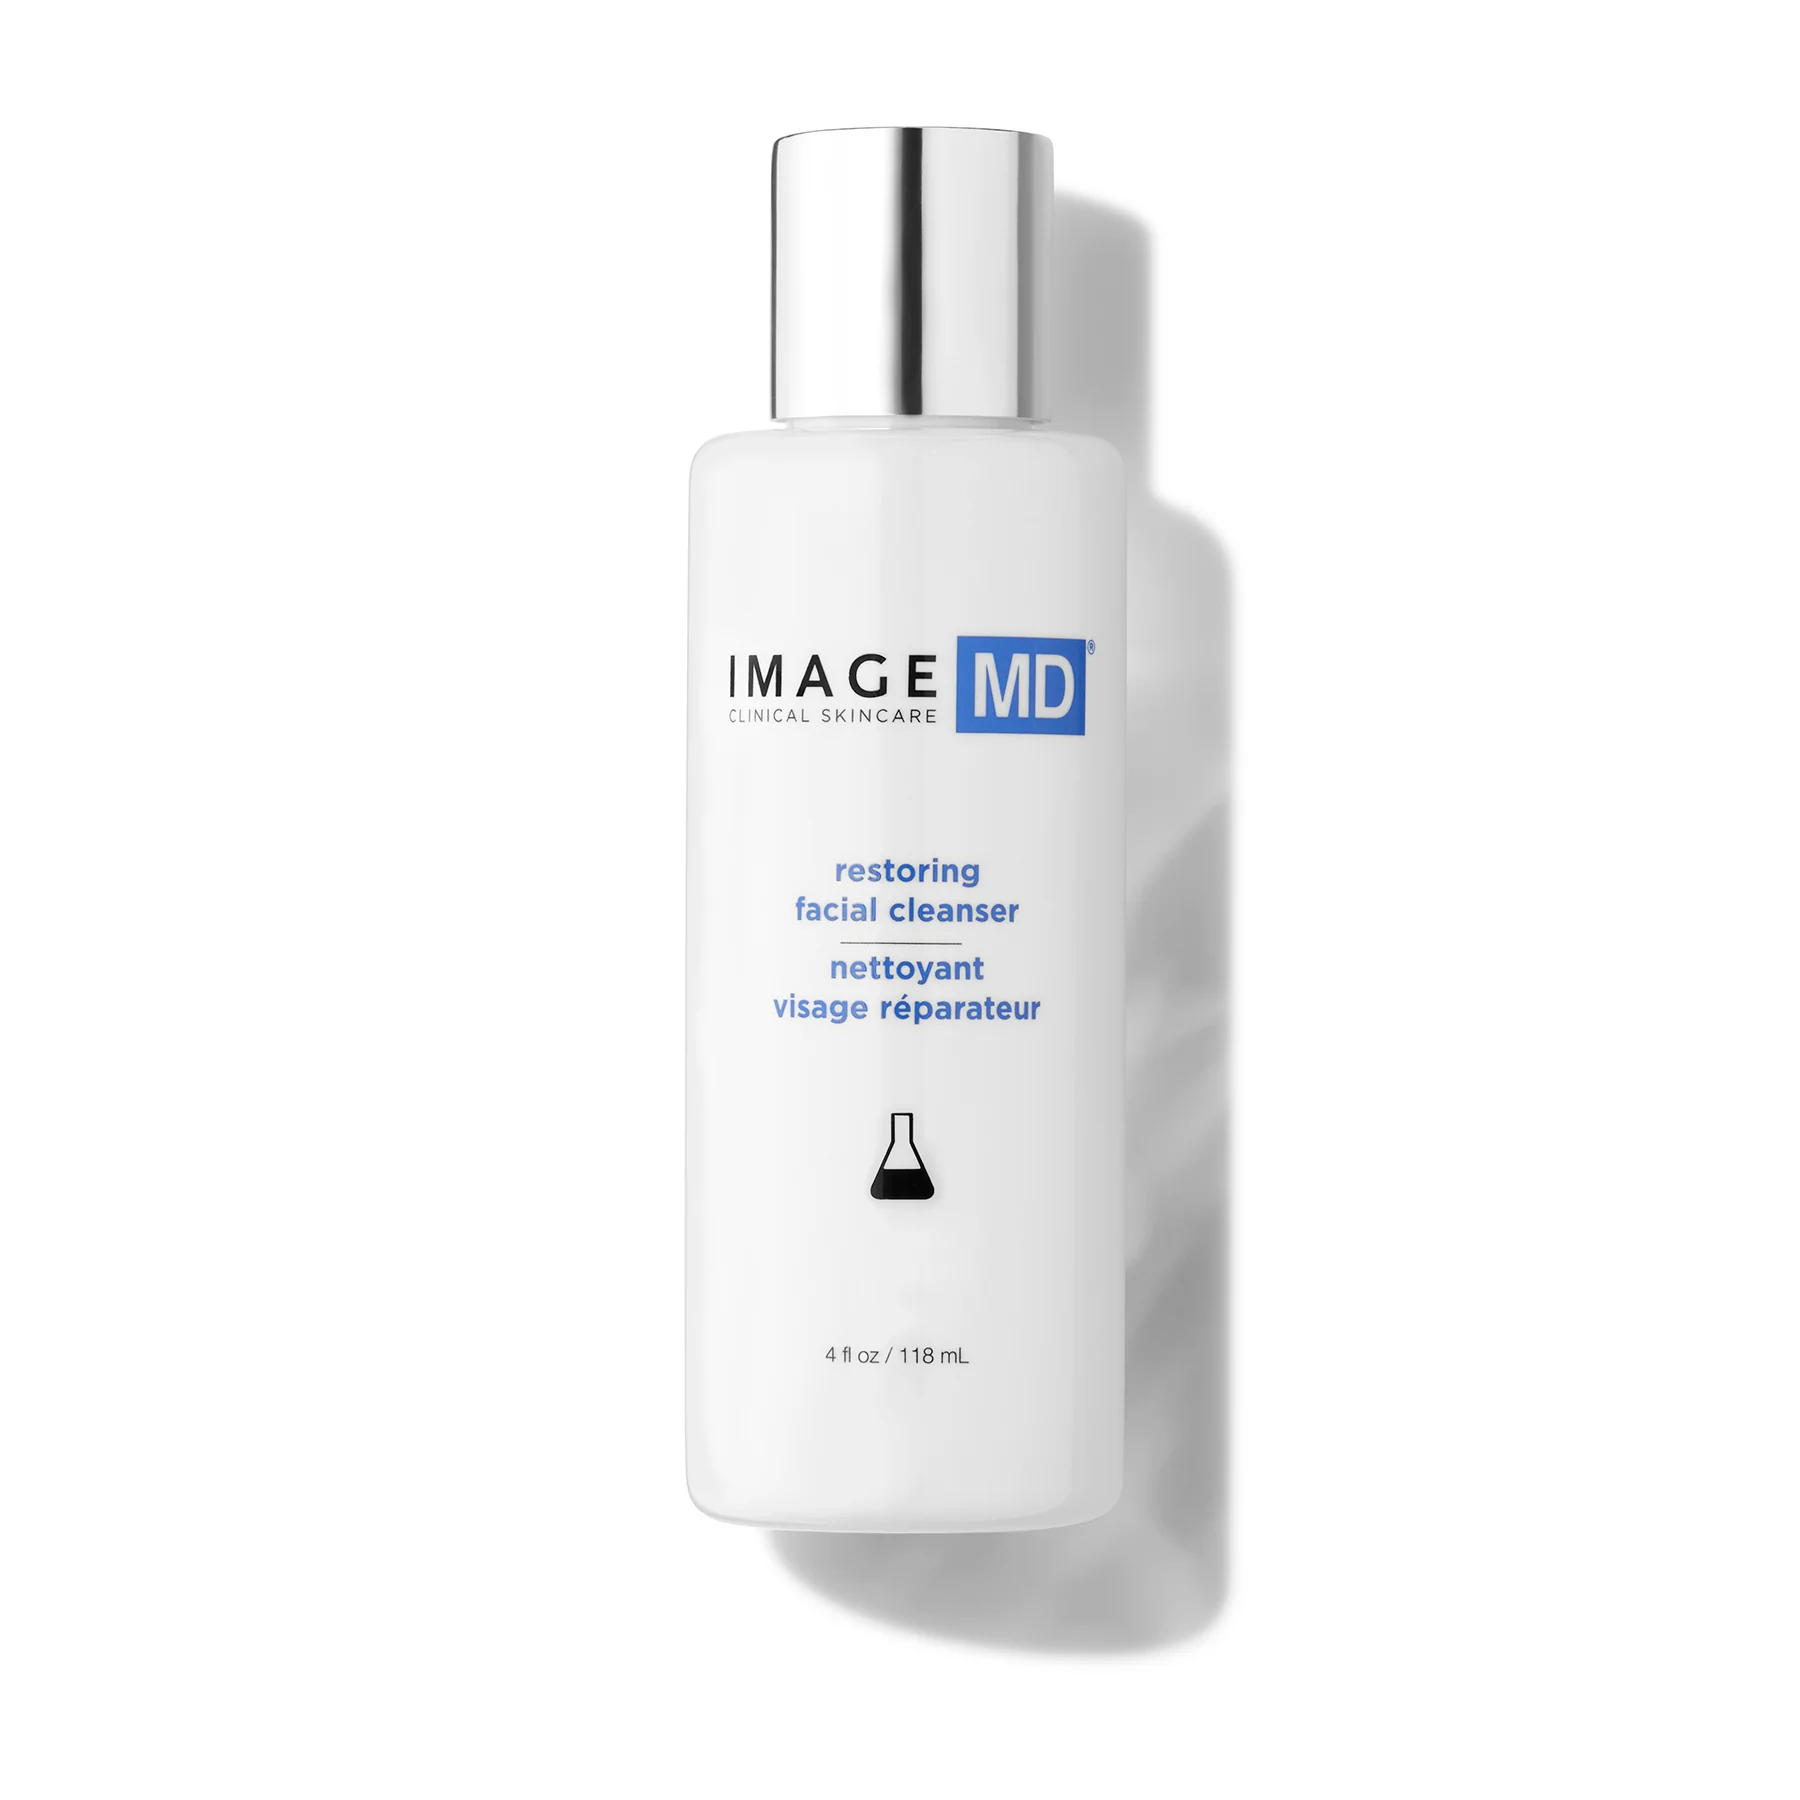 IMAGE MD®
CLINICAL SKINCARE
restoring
facial cleanser
nettoyant
visage réparateur
4 fl oz / 118 mL